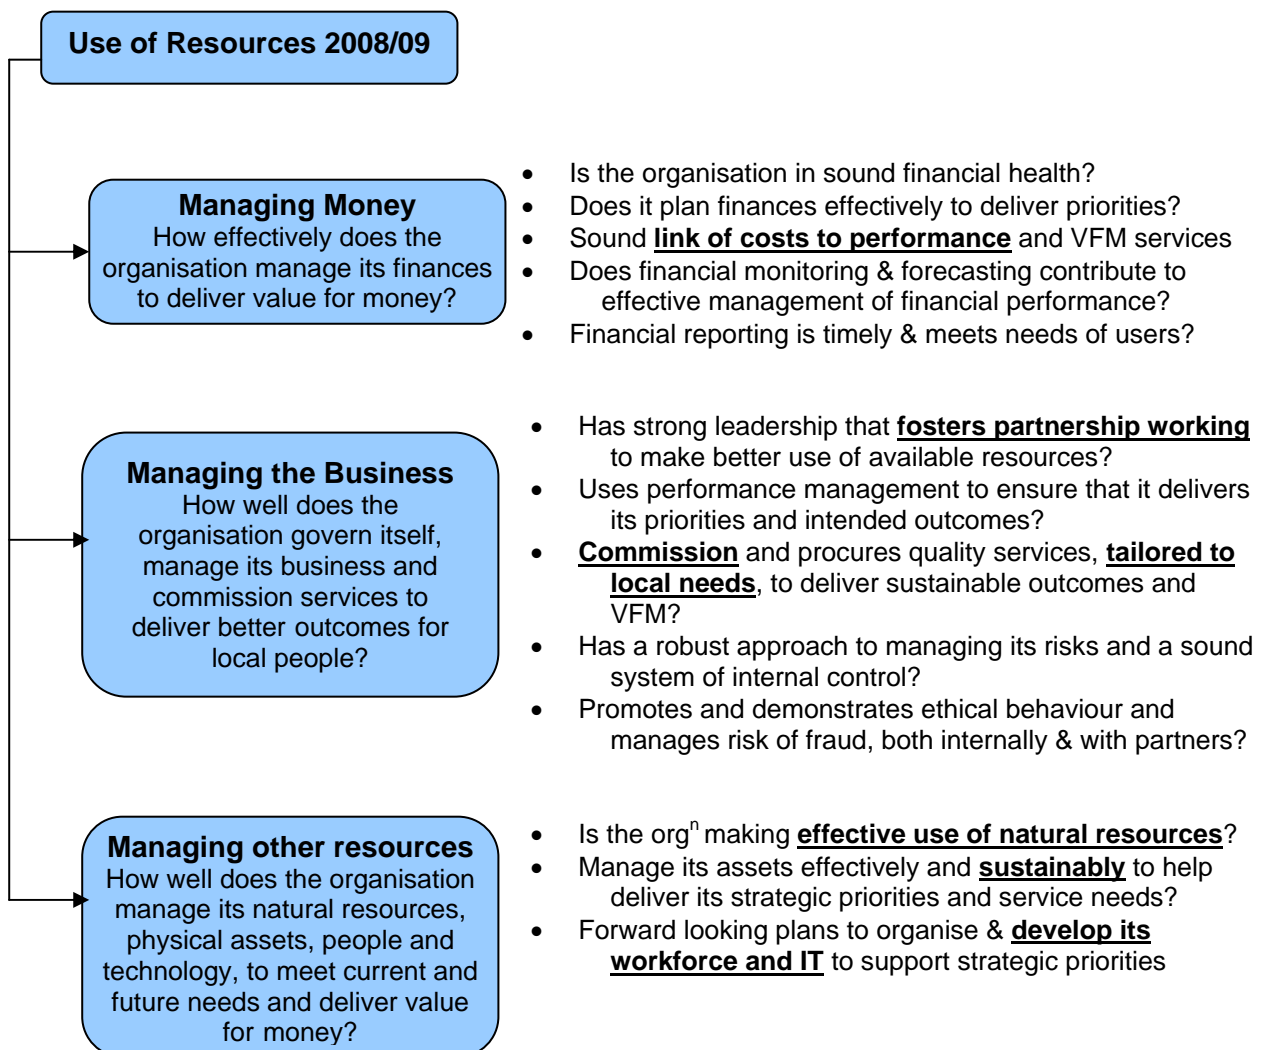 Use of Resources 2008/09
Managing Money
How effectively does the
organisation manage its finances
to deliver value for money?
• Is the organisation in sound financial health?
• Does it plan finances effectively to deliver priorities?
• Sound link of costs to performance and VFM services
• Does financial monitoring & forecasting contribute to
effective management of financial performance?
• Financial reporting is timely & meets needs of users?
Managing the Business
How well does the
organisation govern itself,
manage its business and
commission services to
deliver better outcomes for
local people?
• Has strong leadership that fosters partnership working
to make better use of available resources?
• Uses performance management to ensure that it delivers
its priorities and intended outcomes?
• Commission and procures quality services, tailored to
local needs, to deliver sustainable outcomes and
VFM?
• Has a robust approach to managing its risks and a sound
system of internal control?
• Promotes and demonstrates ethical behaviour and
manages risk of fraud, both internally & with partners?
Managing other resources
How well does the organisation
manage its natural resources,
physical assets, people and
technology, to meet current and
future needs and deliver value
for money?
• Is the orgⁿ making effective use of natural resources?
• Manage its assets effectively and sustainably to help
deliver its strategic priorities and service needs?
• Forward looking plans to organise & develop its
workforce and IT to support strategic priorities